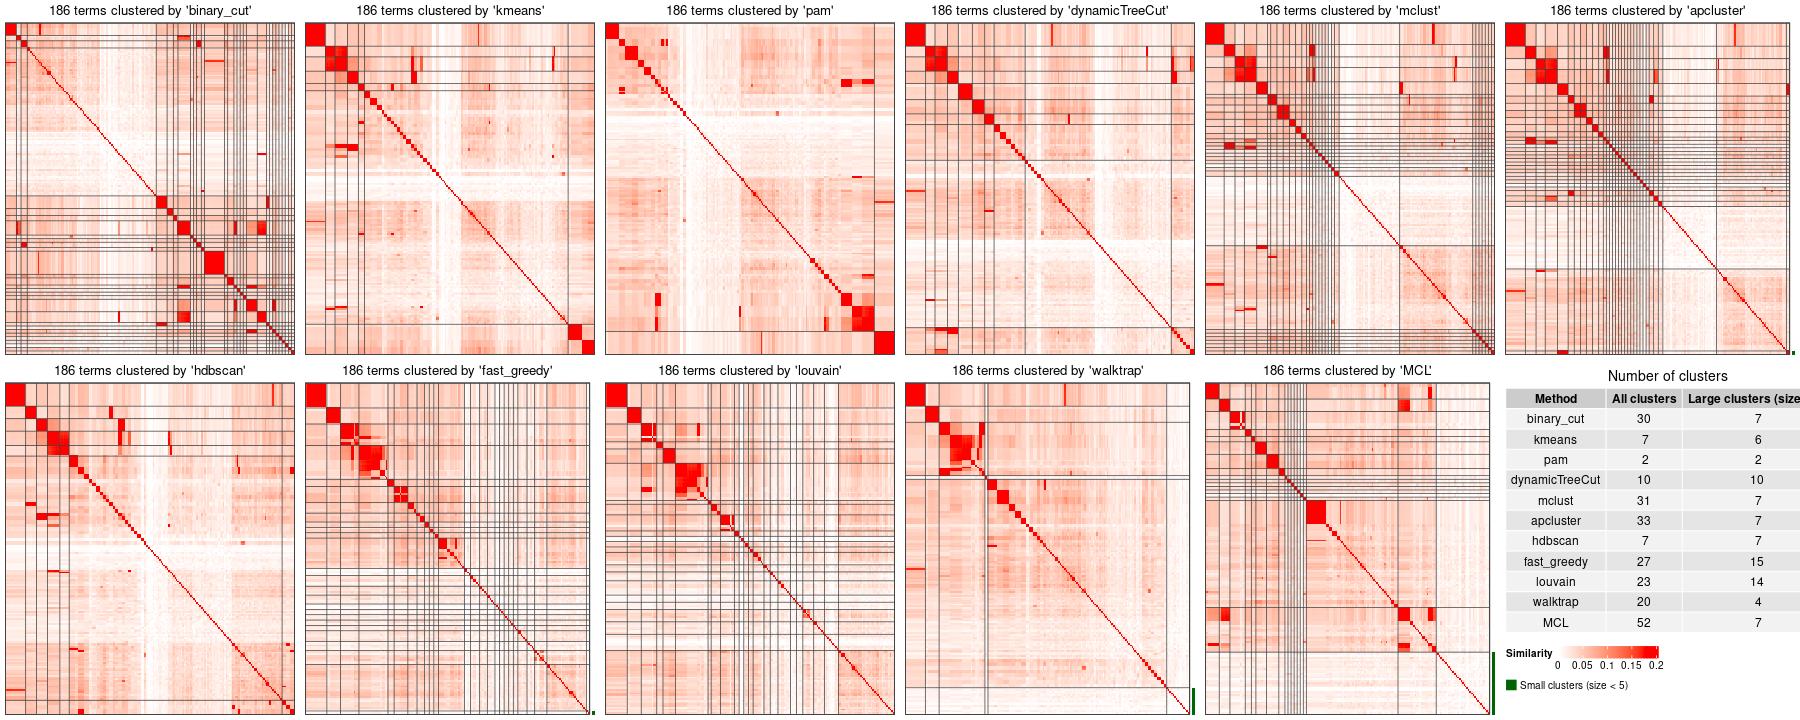 186 terms clustered by 'binary_cut'
186 terms clustered by 'kmeans'
186 terms clustered by 'pam'
186 terms clustered by 'dynamicTreeCut'
186 terms clustered by 'mclust'
186 terms clustered by 'apcluster'
186 terms clustered by 'hdbscan'
186 terms clustered by 'fast_greedy'
186 terms clustered by 'louvain'
186 terms clustered by 'walktrap'
186 terms clustered by 'MCL'
Number of clusters
Method All clusters Large clusters (size
binary_cut 30 7
kmeans 7 6
pam 2 2
dynamicTreeCut 10 10
mclust 31 7
apcluster 33 7
hdbscan 7 7
fast_greedy 27 15
louvain 23 14
walktrap 20 4
MCL 52 7
Similarity
0 0.05 0.1 0.15 0.2
Small clusters (size < 5)